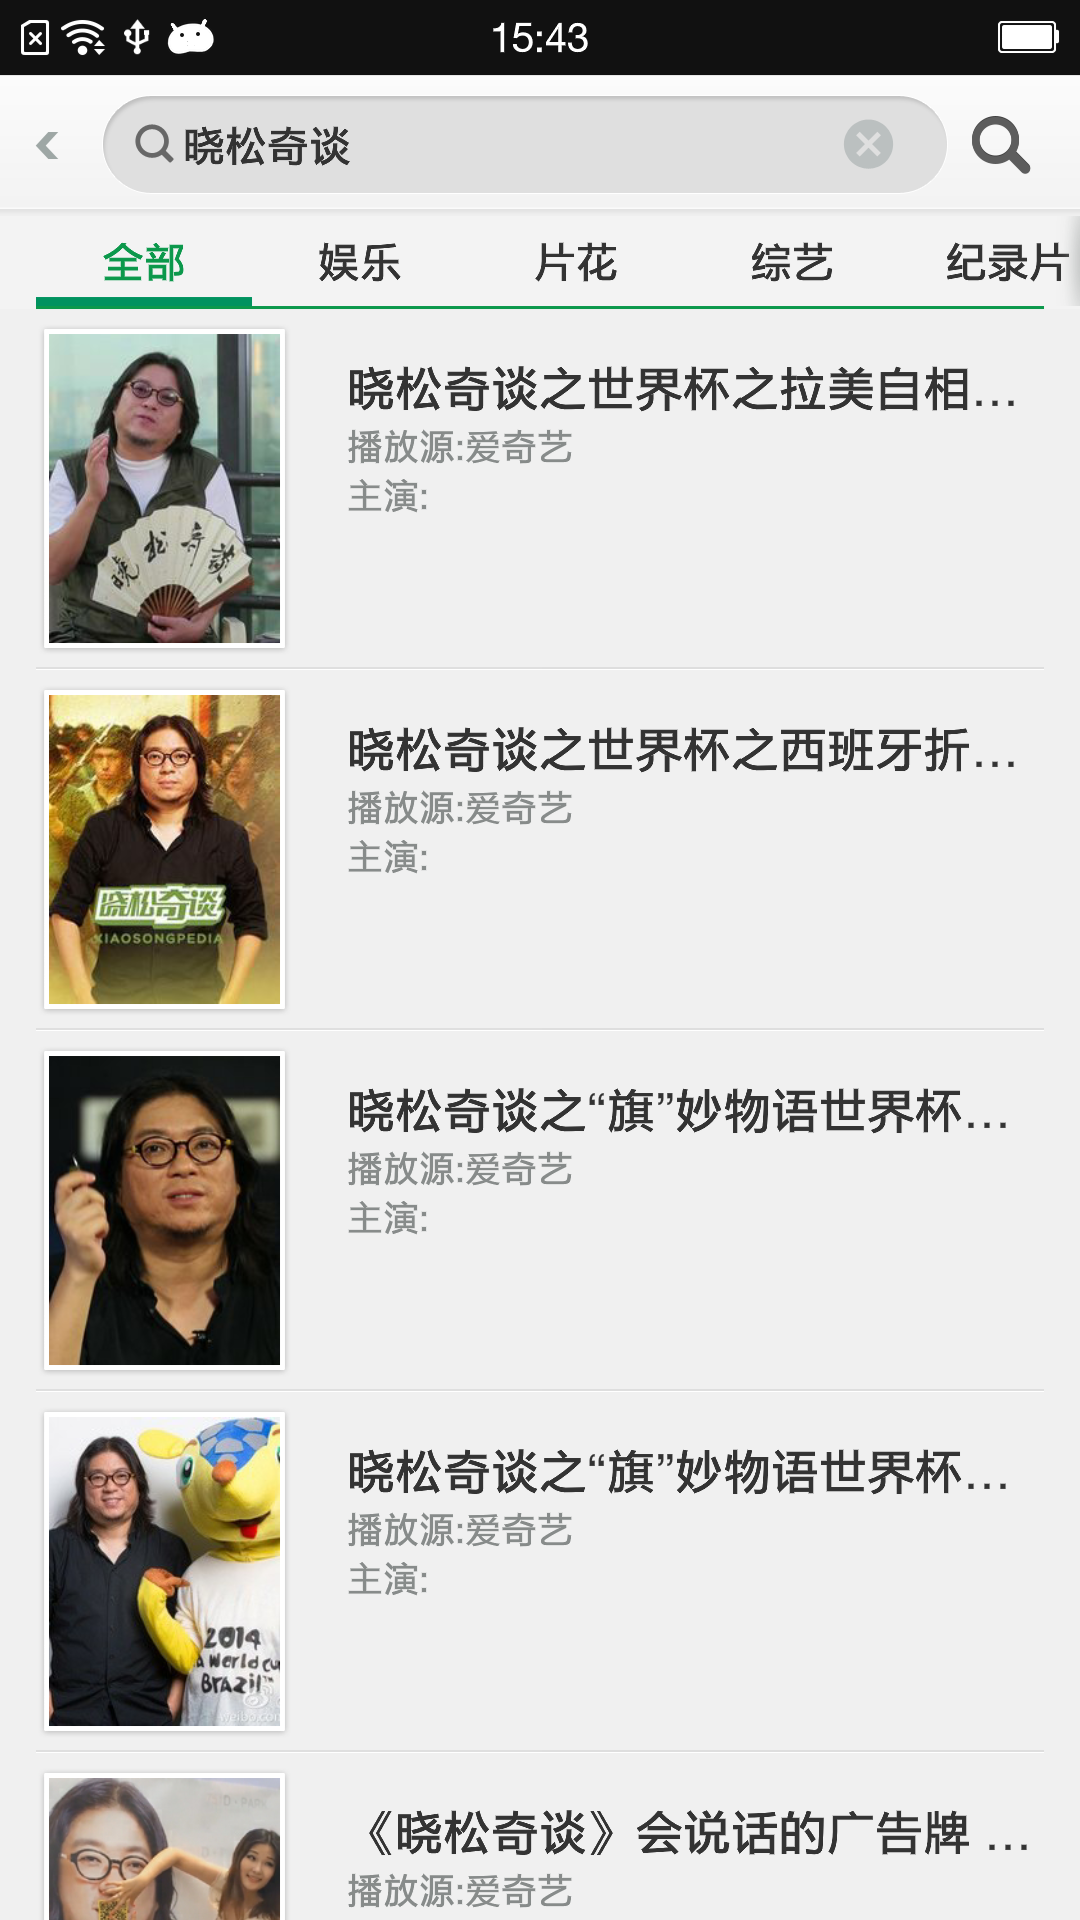 15:43
晓松奇谈
全部 娱乐 片花 综艺 纪录片
晓松奇谈之世界杯之拉美自相...
播放源:爱奇艺
主演:
晓松奇谈
晓松奇谈之世界杯之西班牙折...
播放源:爱奇艺
主演:
晓松奇谈
XIAOSONGPEDIA
晓松奇谈之“旗”妙物语世界杯...
播放源:爱奇艺
主演:
晓松奇谈之“旗”妙物语世界杯...
播放源:爱奇艺
主演:
2014
World Cu
BRAZIL
weibo.com
《晓松奇谈》会说话的广告牌 ...
播放源:爱奇艺